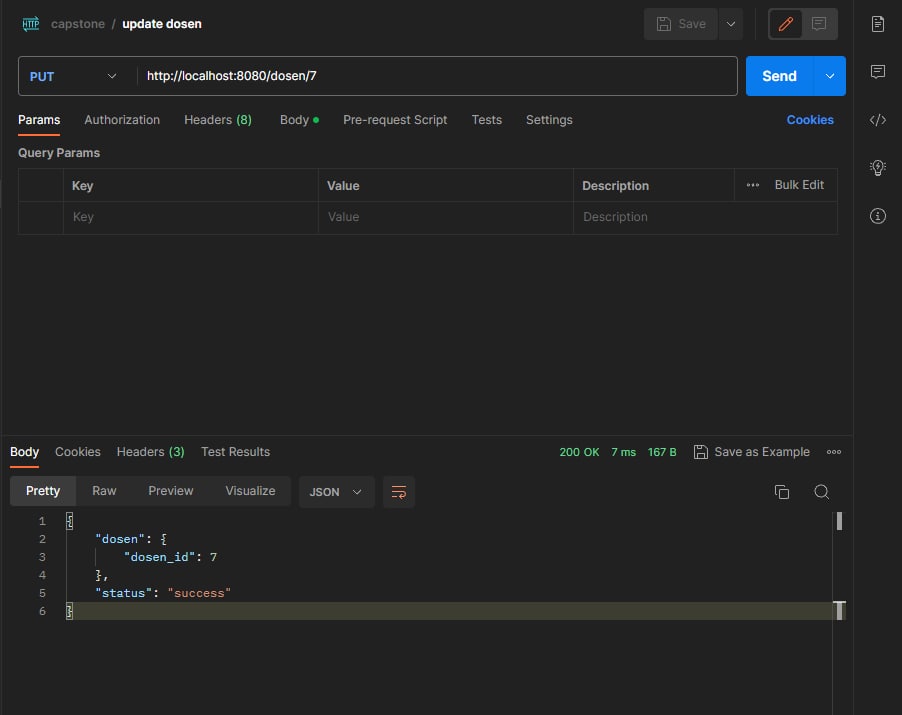 HTTP capstone / update dosen Save
PUT http://localhost:8080/dosen/7 Send
Params Authorization Headers (8) Body Pre-request Script Tests Settings Cookies
Query Params
Key Value Description ••• Bulk Edit
Key Value Description
Body Cookies Headers (3) Test Results 200 OK 7 ms 167 B Save as Example
Pretty Raw Preview Visualize JSON
1 {
2 "dosen": {
3 "dosen_id": 7
4 },
5 "status": "success"
6 }